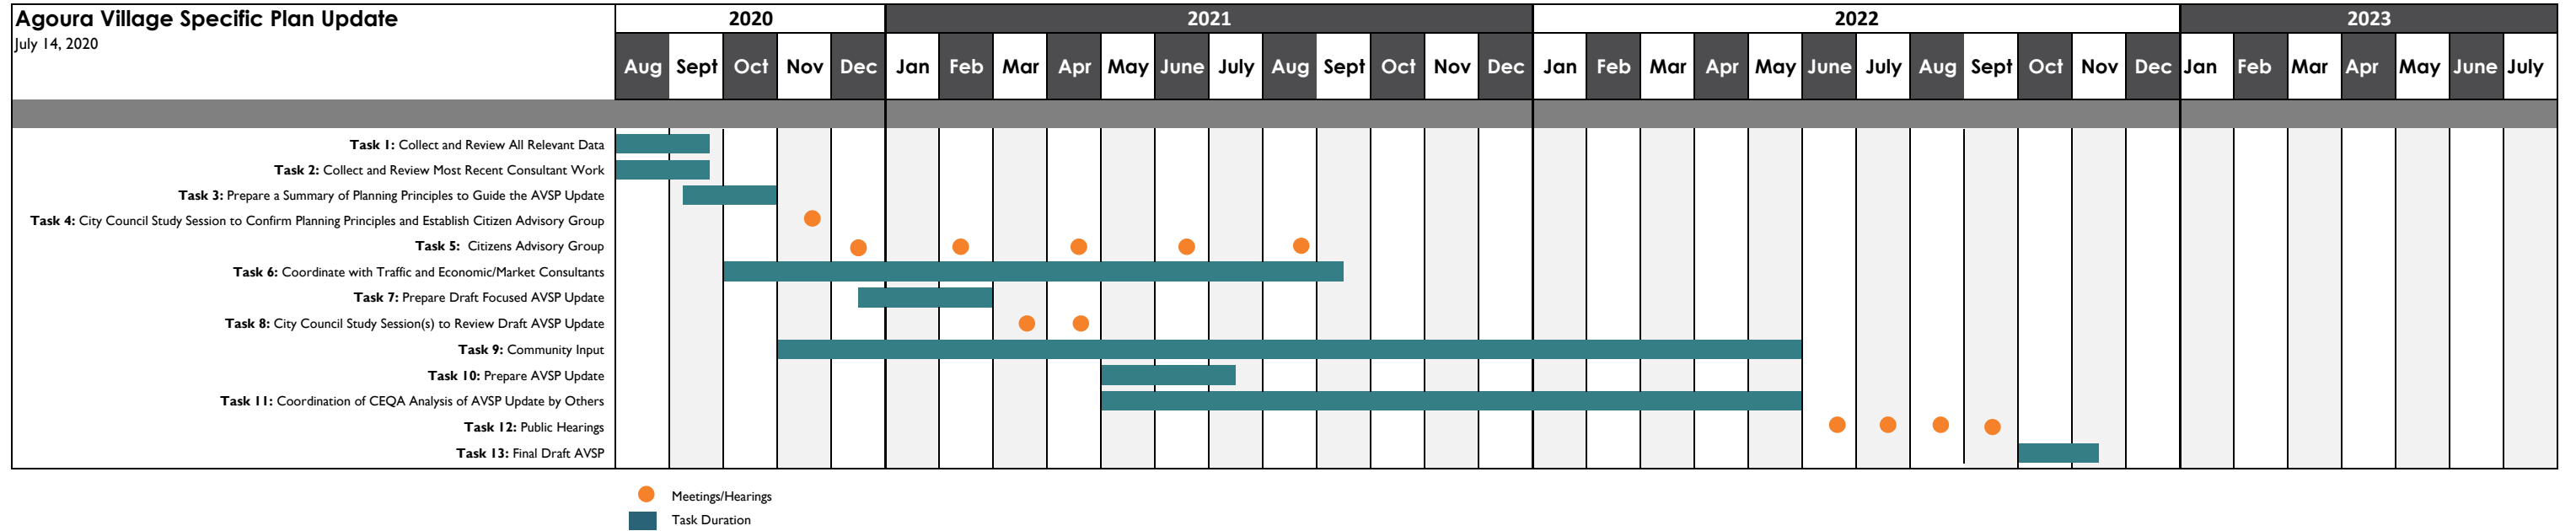 Agoura Village Specific Plan Update
July 14, 2020
2020 2021 2022 2023
Aug Sept Oct Nov Dec Jan Feb Mar Apr May June July Aug Sept Oct Nov Dec Jan Feb Mar Apr May June July Aug Sept Oct Nov Dec Jan Feb Mar Apr May June July
Task 1: Collect and Review All Relevant Data
Task 2: Collect and Review Most Recent Consultant Work
Task 3: Prepare a Summary of Planning Principles to Guide the AVSP Update
Task 4: City Council Study Session to Confirm Planning Principles and Establish Citizen Advisory Group
Task 5: Citizens Advisory Group
Task 6: Coordinate with Traffic and Economic/Market Consultants
Task 7: Prepare Draft Focused AVSP Update
Task 8: City Council Study Session(s) to Review Draft AVSP Update
Task 9: Community Input
Task 10: Prepare AVSP Update
Task 11: Coordination of CEQA Analysis of AVSP Update by Others
Task 12: Public Hearings
Task 13: Final Draft AVSP
Meetings/Hearings
Task Duration